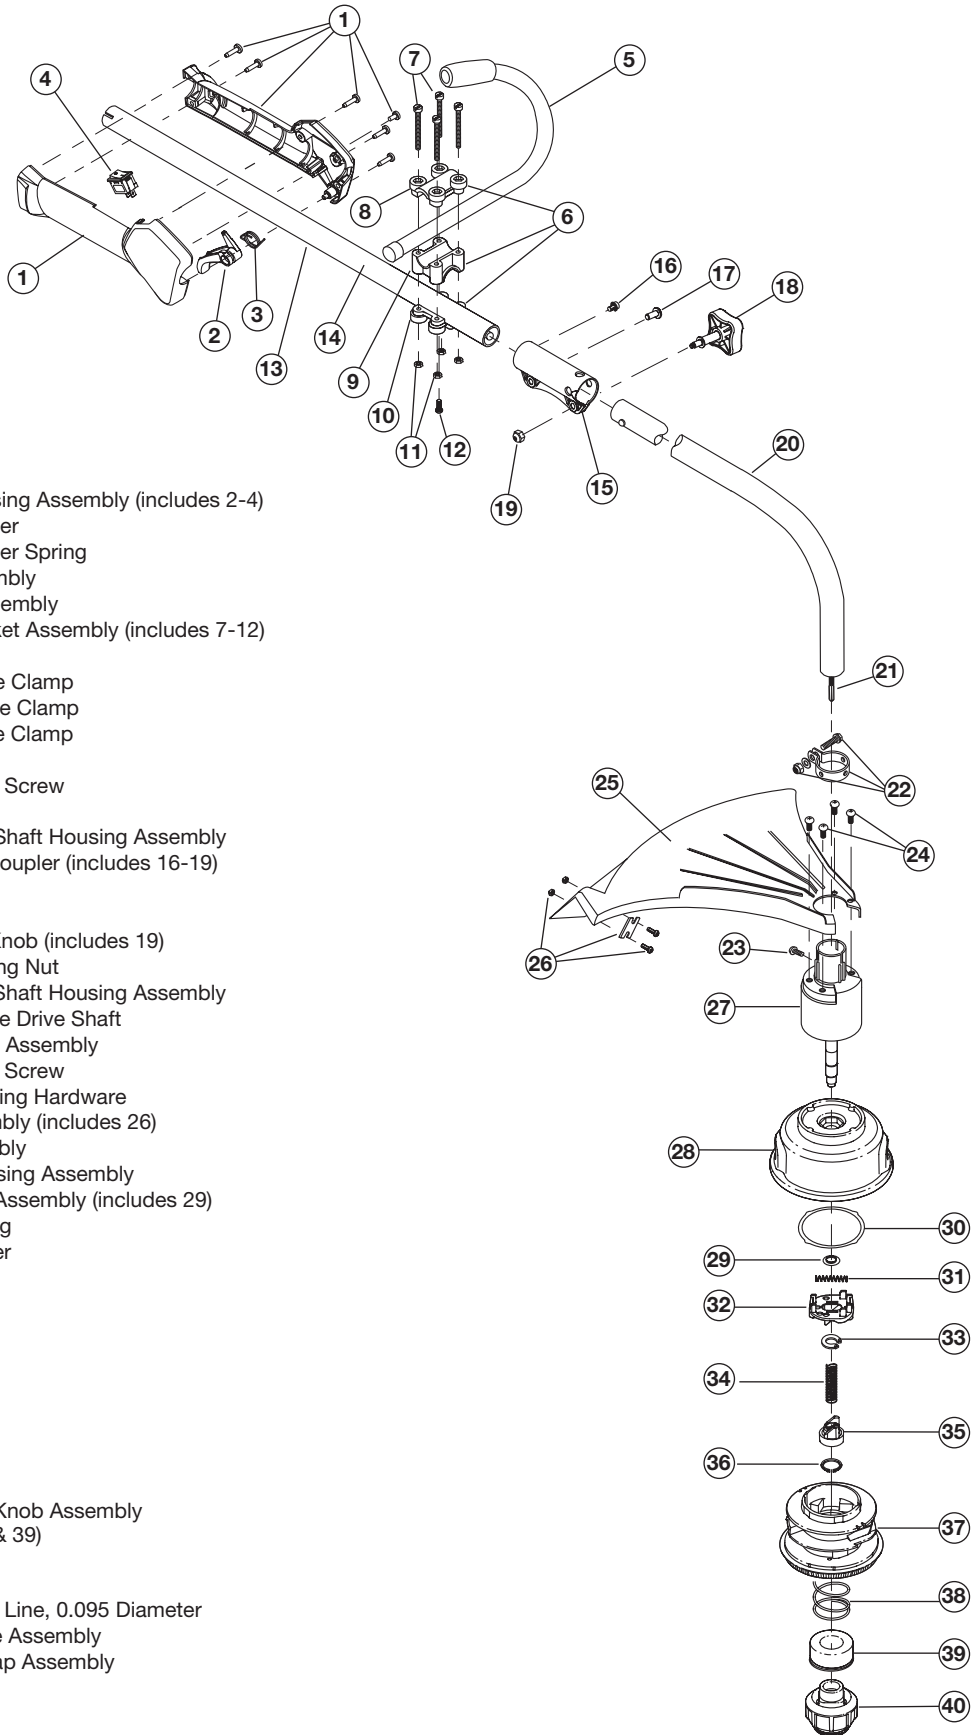 1
7
5
4
8
6
1
16
17
18
2
3
14
13
9
10
11
12
19
15
20
sing Assembly (includes 2-4)
er
er Spring
mbly
sembly
ket Assembly (includes 7-12)
e Clamp
e Clamp
e Clamp
Screw
Shaft Housing Assembly
oupler (includes 16-19)
Knob (includes 19)
ng Nut
Shaft Housing Assembly
e Drive Shaft
Assembly
Screw
ing Hardware
mbly (includes 26)
bly
sing Assembly
Assembly (includes 29)
g
er
Knob Assembly
& 39)
Line, 0.095 Diameter
e Assembly
ap Assembly
21
22
25
24
26
23
27
28
30
29
31
32
33
34
35
36
37
38
39
40